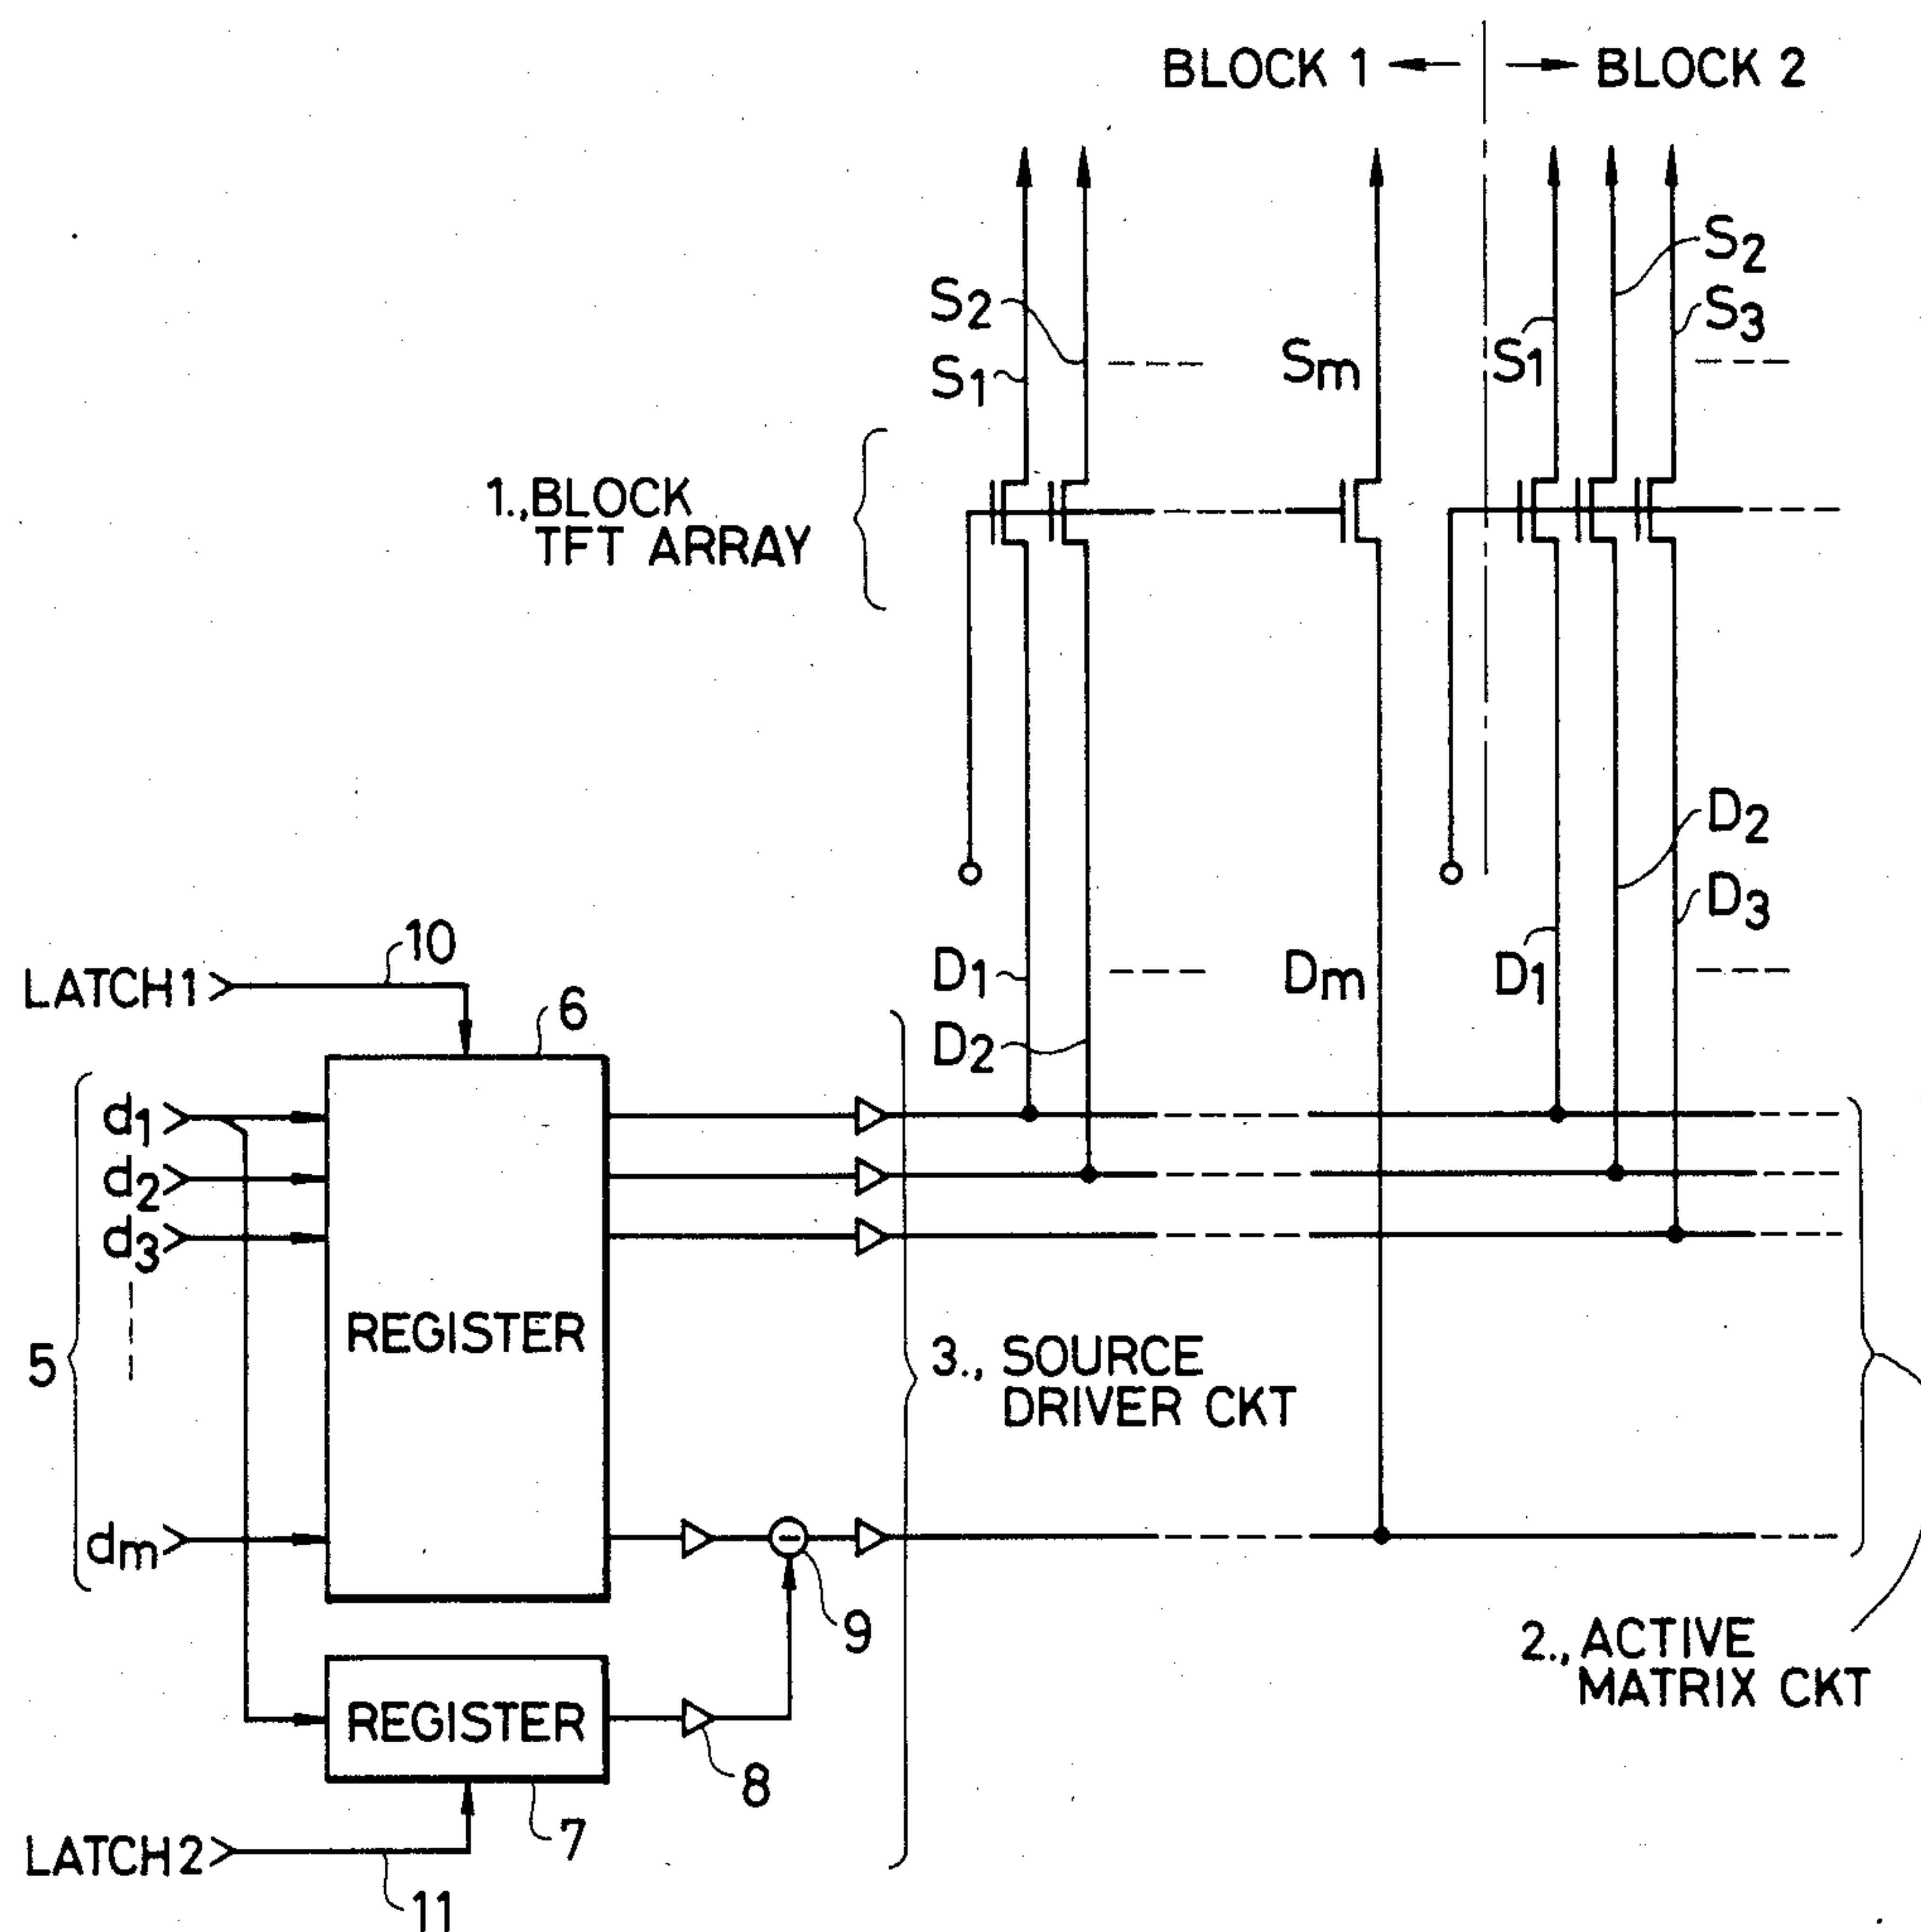 BLOCK 1
BLOCK 2
S2
S1
Sm
S1
S2
S3
1.,BLOCK
TFT ARRAY
D1
D2
Dm
D1
D2
D3
LATCH1
10
6
5
d1
d2
d3
dm
REGISTER
3., SOURCE
DRIVER CKT
9
2.,ACTIVE
MATRIX CKT
REGISTER
8
7
LATCH2
11